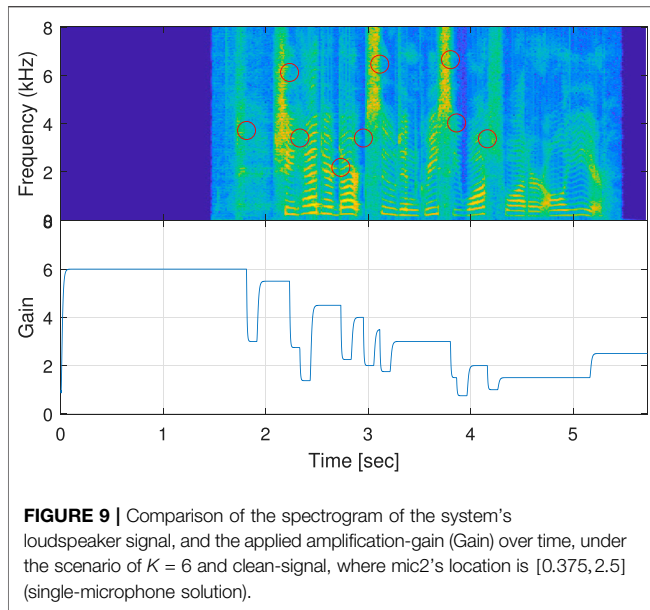 8
6
4
2
0
Frequency (kHz)
8
6
4
2
0
Gain
0
1
2
3
4
5
Time [sec]
FIGURE 9 | Comparison of the spectrogram of the system's
loudspeaker signal, and the applied amplification-gain (Gain) over time, under
the scenario of K = 6 and clean-signal, where mic2's location is [0.375, 2.5]
(single-microphone solution).